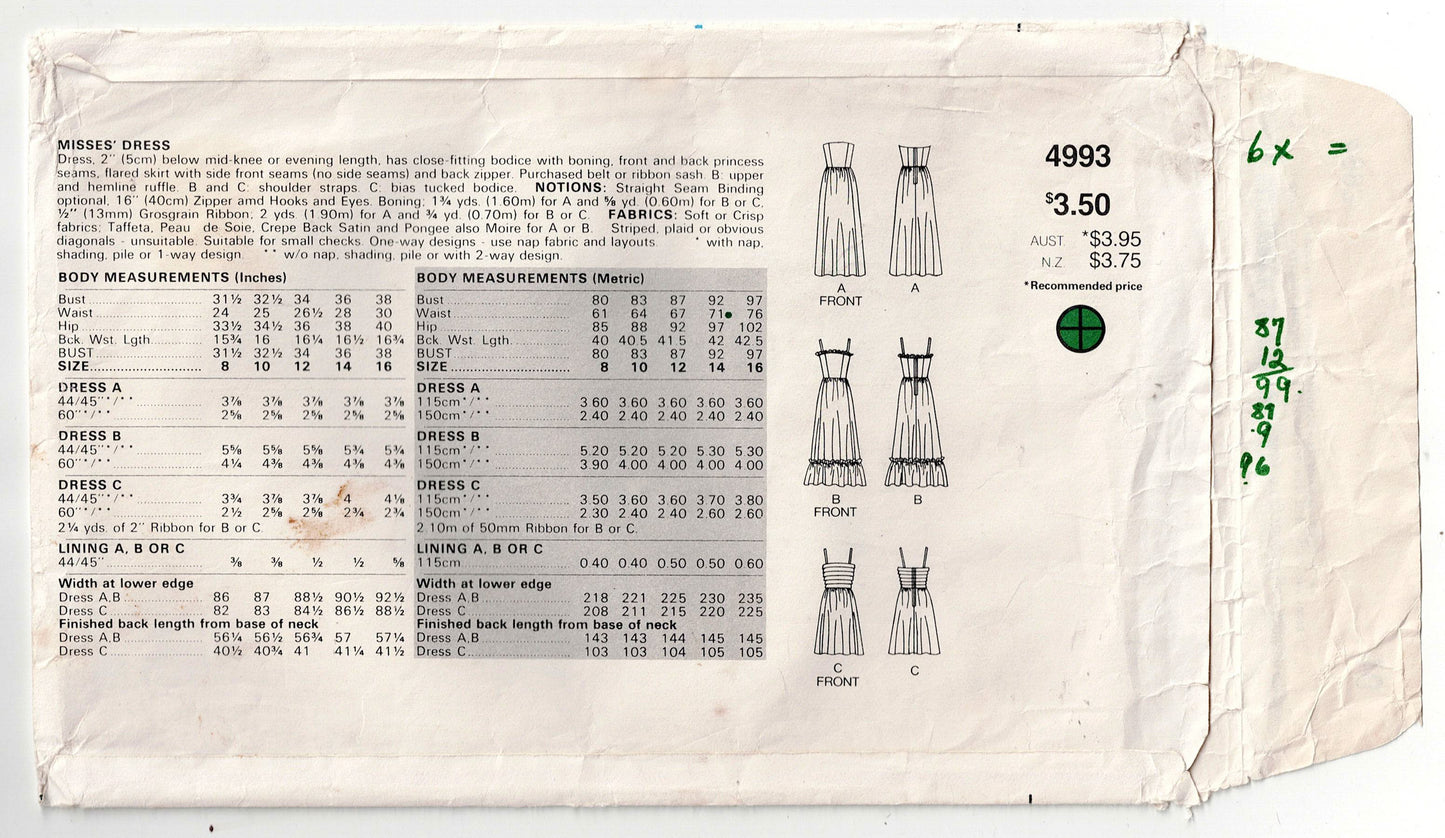 MISSES' DRESS
Dress, 2'' (5cm) below mid-knee or evening length, has close-fitting bodice with boning, front and back princess
seams, flared skirt with side front seams (no side seams) and back zipper. Purchased belt or ribbon sash. B: upper
and hemline ruffle. B and C: shoulder straps. C: bias tucked bodice. NOTIONS: Straight Seam Binding
optional, 16'' (40cm) Zipper amd Hooks and Eyes. Boning: 1¾ yds. (1.60m) for A and ⅝ yd. (0.60m) for B or C.
½'' (13mm) Grosgrain Ribbon; 2 yds. (1.90m) for A and ¾ yd. (0.70m) for B or C. FABRICS: Soft or Crisp
fabrics; Taffeta, Peau de Soie, Crepe Back Satin and Pongee also Moire for A or B. Striped, plaid or obvious
diagonals - unsuitable. Suitable for small checks. One-way designs - use nap fabric and layouts. * with nap,
shading, pile or 1-way design. ** w/o nap, shading, pile or with 2-way design.
BODY MEASUREMENTS (Inches)
Bust 31½ 32½ 34 36 38
Waist 24 25 26½ 28 30
Hip 33½ 34½ 36 38 40
Bck. Wst. Lgth. 15¾ 16 16¼ 16½ 16¾
BUST 31½ 32½ 34 36 38
SIZE 8 10 12 14 16
DRESS A
44/45''*/** 3⅞ 3⅞ 3⅞ 3⅞ 3⅞
60''*/** 2⅝ 2⅝ 2⅝ 2⅝ 2⅝
DRESS B
44/45''*/** 5⅝ 5⅝ 5⅝ 5¾ 5¾
60''*/** 4¼ 4⅜ 4⅜ 4⅜ 4⅜
DRESS C
44/45''*/** 3¾ 3⅞ 3⅞ 4 4⅛
60''*/** 2½ 2⅝ 2⅝ 2¾ 2¾
2¼ yds. of 2'' Ribbon for B or C.
LINING A, B OR C
44/45'' ⅜ ⅜ ½ ½ ⅝
Width at lower edge
Dress A,B 86 87 88½ 90½ 92½
Dress C 82 83 84½ 86½ 88½
Finished back length from base of neck
Dress A,B 56¼ 56½ 56¾ 57 57¼
Dress C 40½ 40¾ 41 41¼ 41½
BODY MEASUREMENTS (Metric)
Bust 80 83 87 92 97
Waist 61 64 67 71 76
Hip 85 88 92 97 102
Bck. Wst. Lgth. 40 40.5 41.5 42 42.5
BUST 80 83 87 92 97
SIZE 8 10 12 14 16
DRESS A
115cm*/** 3.60 3.60 3.60 3.60 3.60
150cm*/** 2.40 2.40 2.40 2.40 2.40
DRESS B
115cm*/** 5.20 5.20 5.20 5.30 5.30
150cm*/** 3.90 4.00 4.00 4.00 4.00
DRESS C
115cm*/** 3.50 3.60 3.60 3.70 3.80
150cm*/** 2.30 2.40 2.40 2.60 2.60
2.10m of 50mm Ribbon for B or C.
LINING A, B OR C
115cm 0.40 0.40 0.50 0.50 0.60
Width at lower edge
Dress A,B 218 221 225 230 235
Dress C 208 211 215 220 225
Finished back length from base of neck
Dress A,B 143 143 144 145 145
Dress C 103 103 104 105 105
A
FRONT
A
B
FRONT
B
C
FRONT
C
4993
$3.50
AUST. *$3.95
N.Z. $3.75
*Recommended price
6x =
87
12
99.
87
.9
96